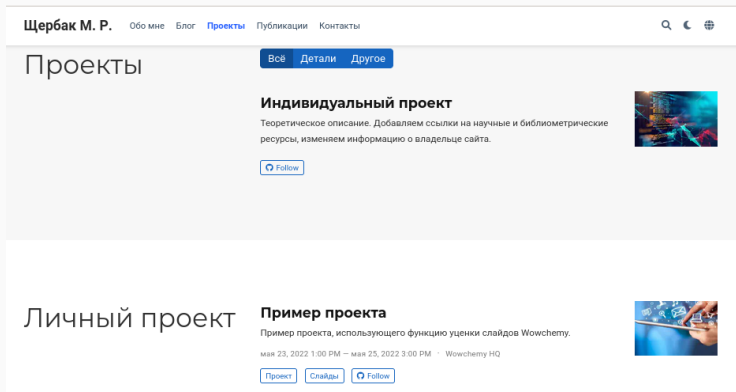 Щербак М. Р. Обо мне Блог Проекты Публикации Контакты
Проекты
Всё Детали Другое
Индивидуальный проект
Теоретическое описание. Добавляем ссылки на научные и библиометрические
ресурсы, изменяем информацию о владельце сайта.
Follow
Личный проект
Пример проекта
Пример проекта, использующего функцию уценки слайдов Wowchemy.
мая 23, 2022 1:00 PM — мая 25, 2022 3:00 PM · Wowchemy HQ
Проект Слайды Follow